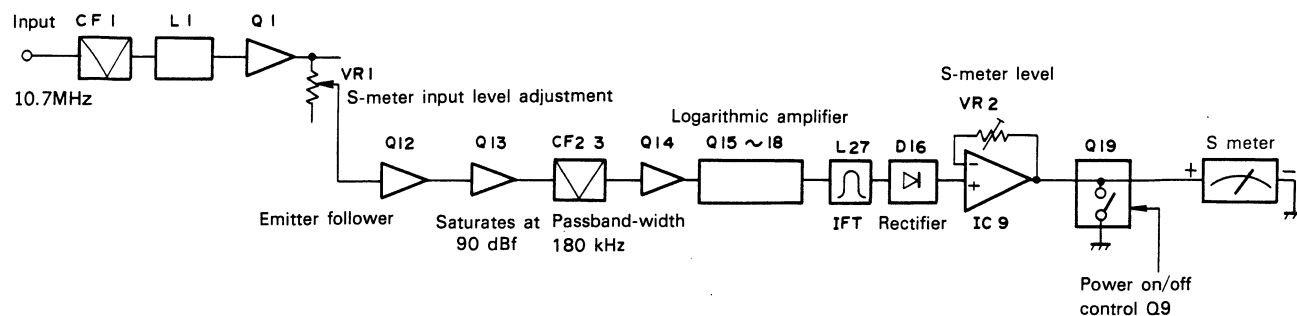 Input CF1 L1 Q1
10.7MHz
VR1
S-meter input level adjustment
S-meter level
VR2
Logarithmic amplifier
Q12 Q13 CF2 3 Q14 Q15 ~ 18 L27 D16 Q19 S meter
+ -
-
+
Emitter follower
Saturates at
90 dBf
Passband-width
180 kHz
IFT Rectifier IC9
Power on/off
control Q9